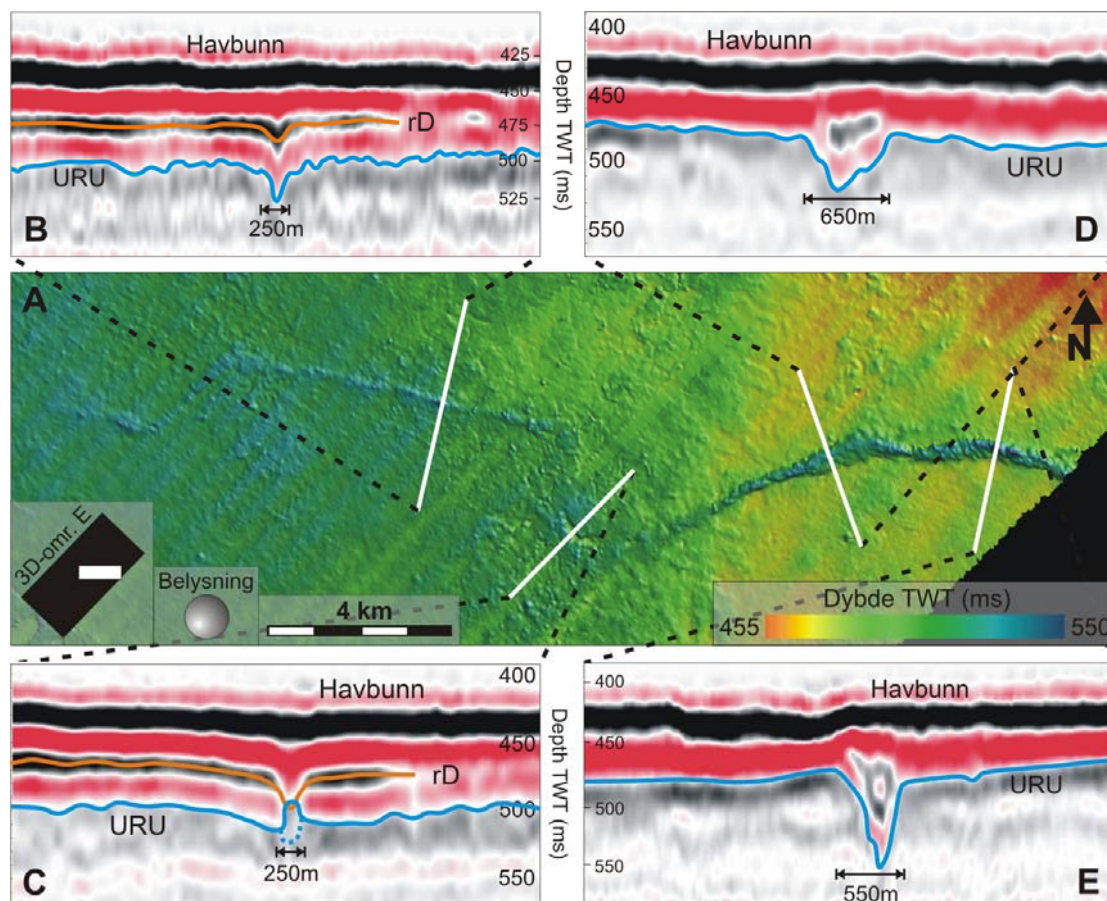 Havbunn
425
450
475
500
525
Depth TWT (ms)
rD
URU
250m
B
400
450
500
550
Havbunn
URU
650m
D
A
N
3D-omr. E
Belysning
4 km
Dybde TWT (ms)
455
550
Havbunn
400
450
500
550
Depth TWT (ms)
rD
URU
250m
C
400
450
500
550
Havbunn
URU
550m
E